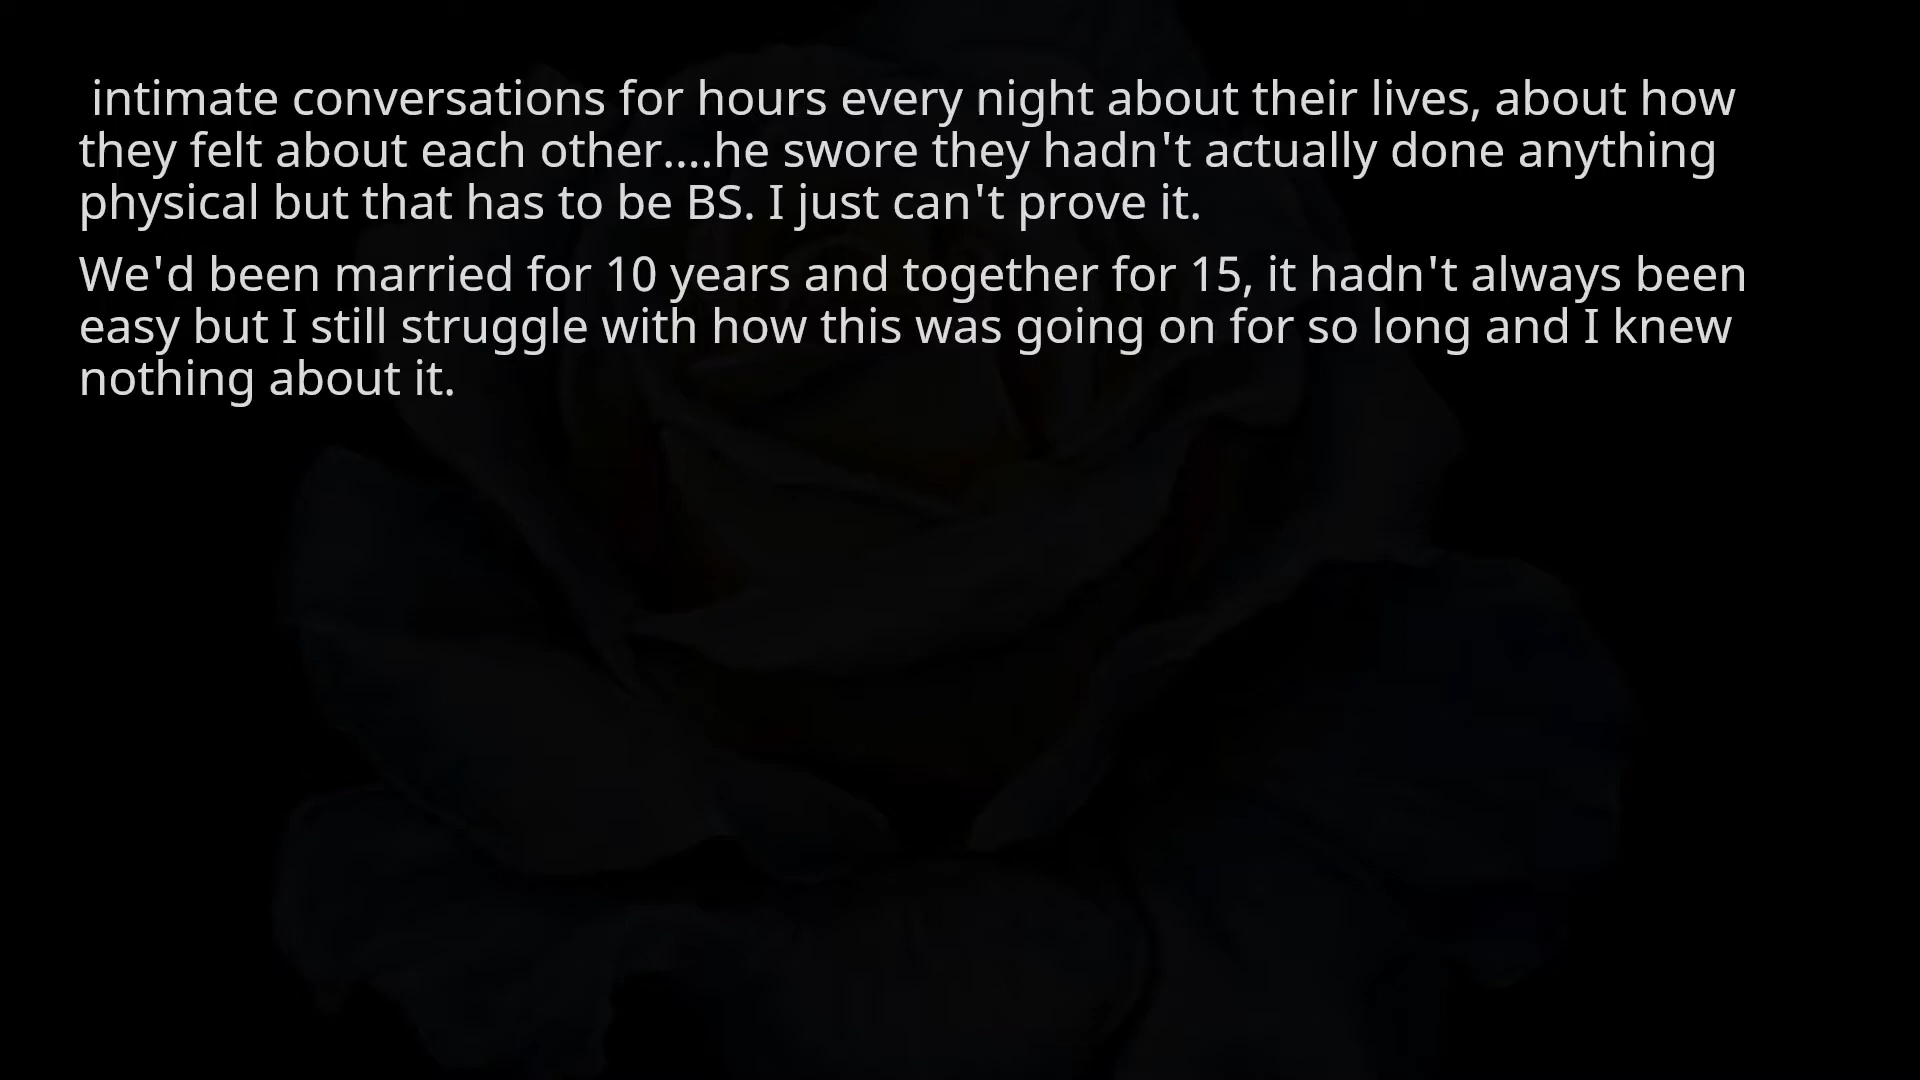 intimate conversations for hours every night about their lives, about how
they felt about each other....he swore they hadn't actually done anything
physical but that has to be BS. I just can't prove it.
We'd been married for 10 years and together for 15, it hadn't always been
easy but I still struggle with how this was going on for so long and I knew
nothing about it.